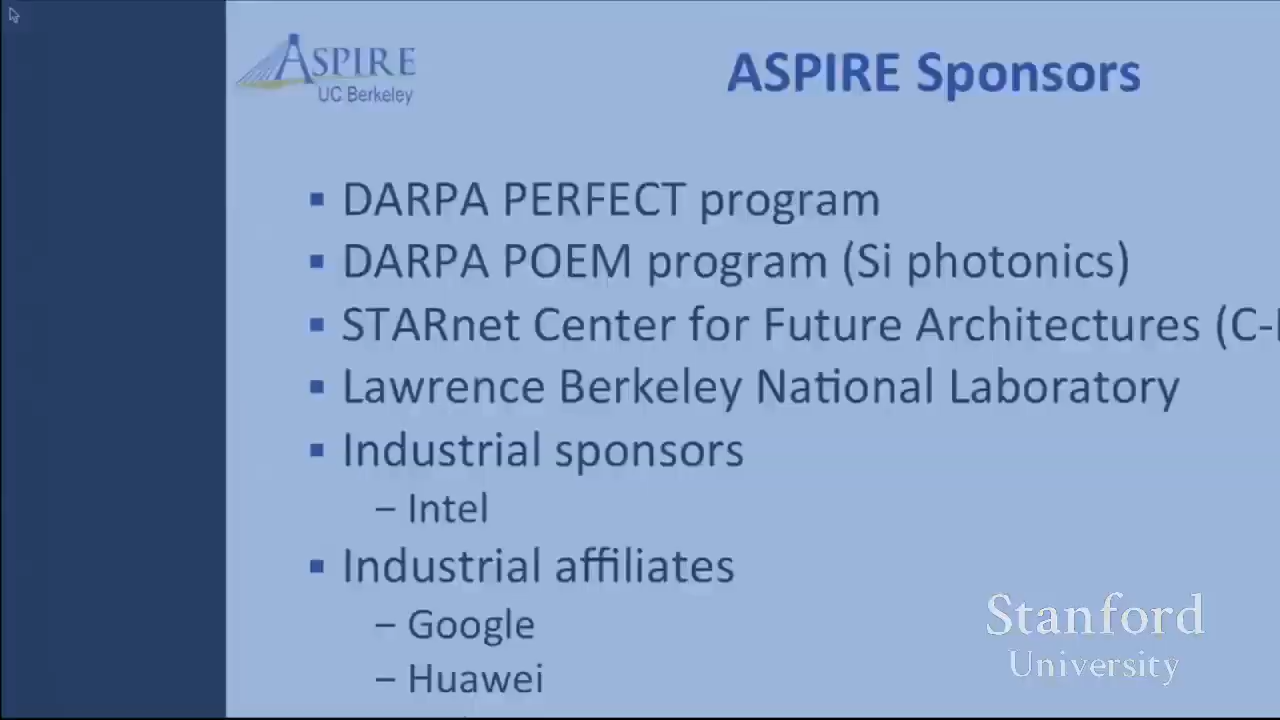 ASPIRE
UC Berkeley
ASPIRE Sponsors
▪ DARPA PERFECT program
▪ DARPA POEM program (Si photonics)
▪ STARnet Center for Future Architectures (C-
▪ Lawrence Berkeley National Laboratory
▪ Industrial sponsors
– Intel
▪ Industrial affiliates
– Google
– Huawei
Stanford
University